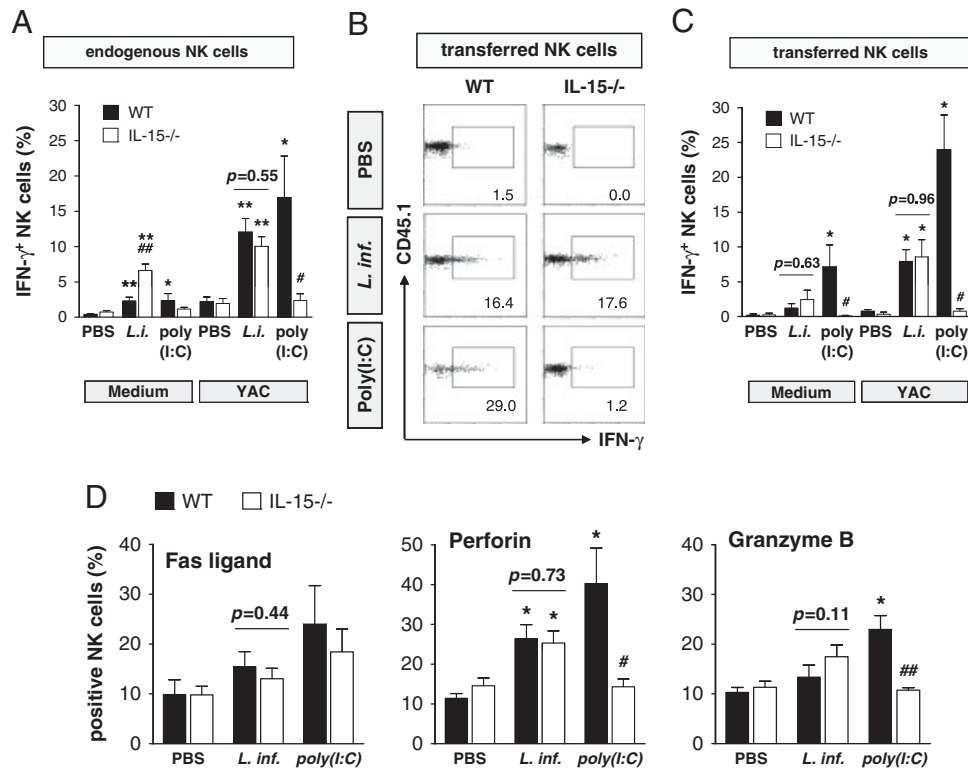 A
endogenous NK cells
IFN-γ+ NK cells (%)
30
25
20
15
10
5
0
WT
IL-15-/-
**
**
##
*
p=0.55
**
**
*
#
PBS L.i. poly (I:C) PBS L.i. poly (I:C)
Medium YAC
B
transferred NK cells
WT IL-15-/-
PBS
1.5 0.0
L. inf.
16.4 17.6
Poly(I:C)
29.0 1.2
CD45.1
IFN-γ
C
transferred NK cells
IFN-γ+ NK cells (%)
30
25
20
15
10
5
0
WT
IL-15-/-
p=0.63
*
#
p=0.96
*
*
*
#
PBS L.i. poly (I:C) PBS L.i. poly (I:C)
Medium YAC
D
WT IL-15-/-
positive NK cells (%)
Fas ligand
40
30
20
10
0
p=0.44
PBS L. inf. poly(I:C)
Perforin
50
40
30
20
10
0
p=0.73
*
*
*
#
PBS L. inf. poly(I:C)
Granzyme B
40
30
20
10
0
p=0.11
*
##
PBS L. inf. poly(I:C)